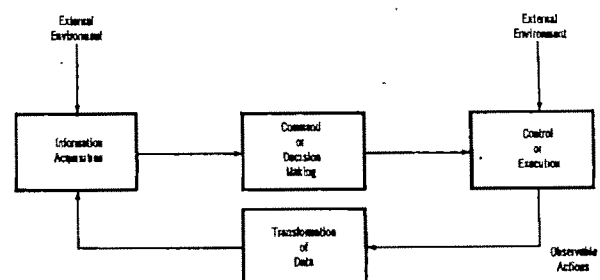 External
Environment
External
Environment
Information
Acquisition
Command
or
Decision
Making
Control
or
Execution
Transformation
of
Data
Observable
Actions